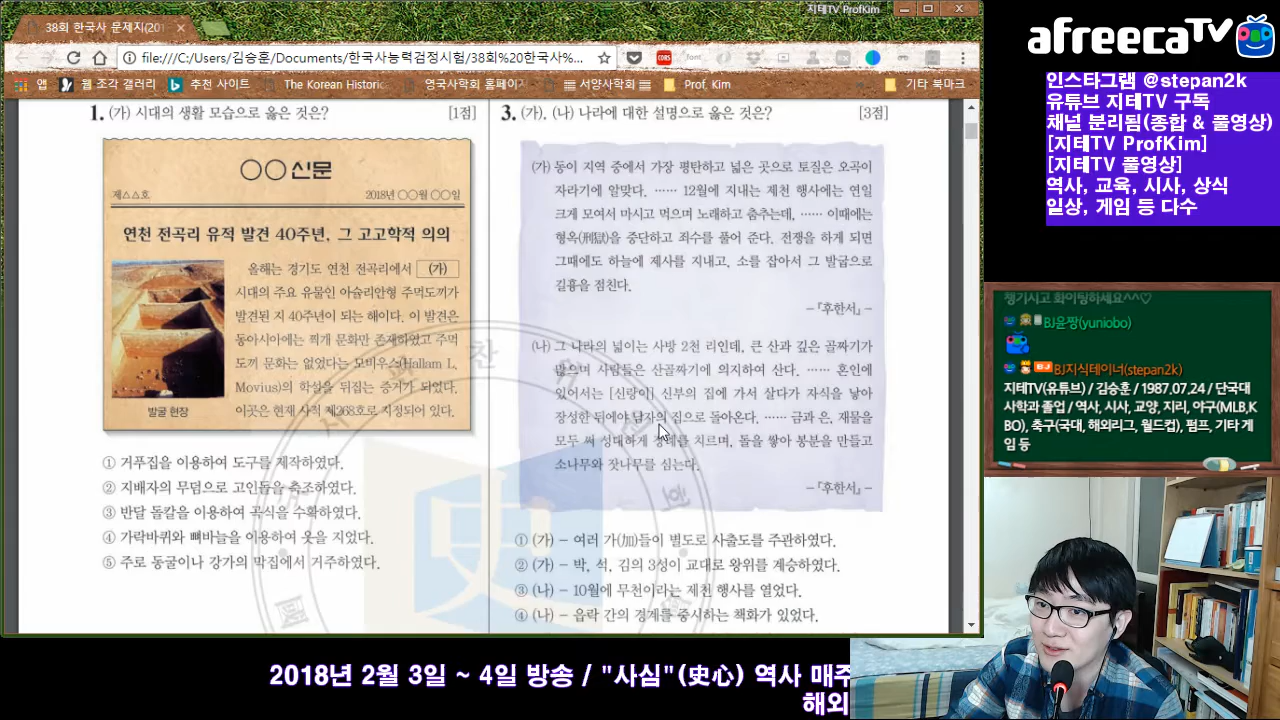 지테TV ProfKim
38회 한국사 문제지(201
file:///C:/Users/김승훈/Documents/한국사능력검정시험/38회%20한국사%...
앱 웹 조각 갤러리 추천 사이트 The Korean Historic 영국사학회 홈페이지 서양사학회 Prof. Kim 기타 북마크
1. (가) 시대의 생활 모습으로 옳은 것은? [1점]
○○신문
제△△호 2018년 ○○월 ○○일
연천 전곡리 유적 발견 40주년, 그 고고학적 의의
올해는 경기도 연천 전곡리에서 (가)
시대의 주요 유물인 아슐리안형 주먹도끼가
발견된 지 40주년이 되는 해이다. 이 발견은
동아시아에는 찍개 문화만 존재하였고 주먹
도끼 문화는 없었다는 모비우스(Hallam L.
Movius)의 학설을 뒤집는 증거가 되었다.
이곳은 현재 사적 제268호로 지정되어 있다.
발굴 현장
① 거푸집을 이용하여 도구를 제작하였다.
② 지배자의 무덤으로 고인돌을 축조하였다.
③ 반달 돌칼을 이용하여 곡식을 수확하였다.
④ 가락바퀴와 뼈바늘을 이용하여 옷을 지었다.
⑤ 주로 동굴이나 강가의 막집에서 거주하였다.
3. (가), (나) 나라에 대한 설명으로 옳은 것은? [3점]
(가) 동이 지역 중에서 가장 평탄하고 넓은 곳으로 토질은 오곡이
자라기에 알맞다. …… 12월에 지내는 제천 행사에는 연일
크게 모여서 마시고 먹으며 노래하고 춤추는데, …… 이때에는
형옥(刑獄)을 중단하고 죄수를 풀어 준다. 전쟁을 하게 되면
그때에도 하늘에 제사를 지내고, 소를 잡아서 그 발굽으로
길흉을 점친다.
-『후한서』-
(나) 그 나라의 넓이는 사방 2천 리인데, 큰 산과 깊은 골짜기가
많으며 사람들은 산골짜기에 의지하여 산다. …… 혼인에
있어서는 [신랑이] 신부의 집에 가서 살다가 자식을 낳아
장성한 뒤에야 남자의 집으로 돌아온다. …… 금과 은, 재물을
모두 써 성대하게 장례를 치르며, 돌을 쌓아 봉분을 만들고
소나무와 잣나무를 심는다.
-『후한서』-
① (가) - 여러 가(加)들이 별도로 사출도를 주관하였다.
② (가) - 박, 석, 김의 3성이 교대로 왕위를 계승하였다.
③ (나) - 10월에 무천이라는 제천 행사를 열었다.
④ (나) - 읍락 간의 경계를 중시하는 책화가 있었다.
afreecaTV
인스타그램 @stepan2k
유튜브 지테TV 구독
채널 분리됨(종합 & 풀영상)
[지테TV ProfKim]
[지테TV 풀영상]
역사, 교육, 시사, 상식
일상, 게임 등 다수
챙기시고 화이팅하세요^^♡
BJ윤짱(yuniobo)
BJ지식테이너(stepan2k)
지테TV(유튜브) / 김승훈 / 1987.07.24 / 단국대
사학과 졸업 / 역사, 시사, 교양, 지리, 야구(MLB,K
BO), 축구(국대, 해외리그, 월드컵), 펌프, 기타 게
임 등
2018년 2월 3일 ~ 4일 방송 / "사심"(史心) 역사 매주
해외